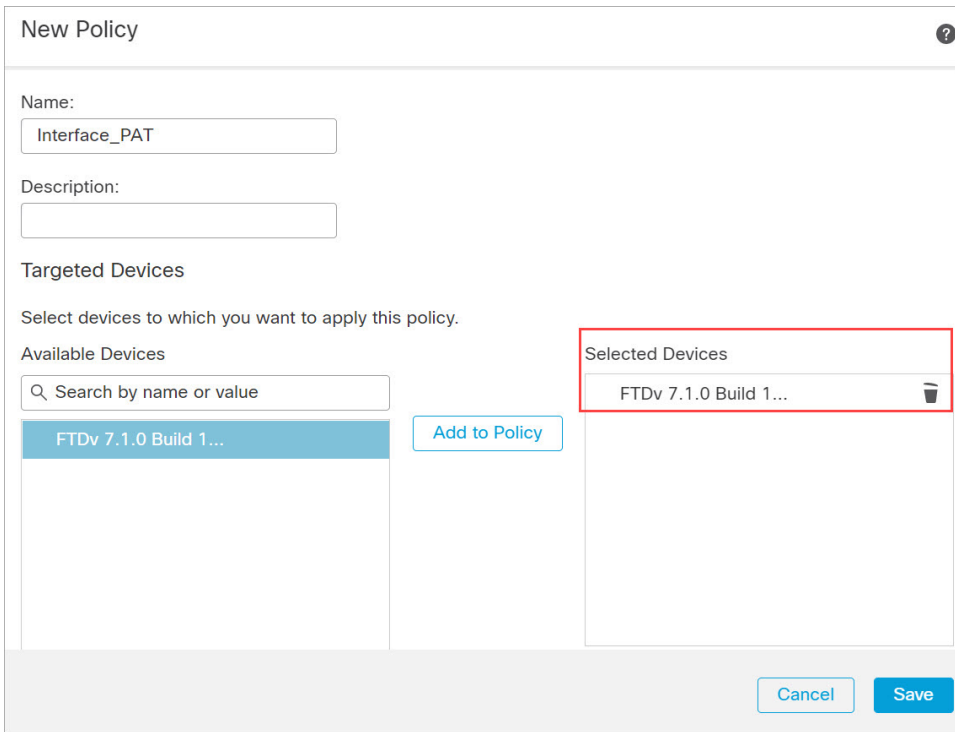 New Policy
?
Name:
Interface_PAT
Description:
Targeted Devices
Select devices to which you want to apply this policy.
Available Devices
Search by name or value
FTDv 7.1.0 Build 1...
Add to Policy
Selected Devices
FTDv 7.1.0 Build 1...
Cancel
Save